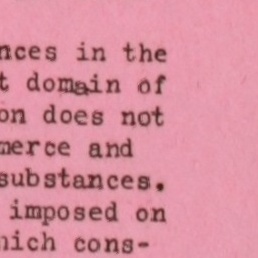 nces in the
t domain of
on does not
merce and
substances.
imposed on
hich cons-